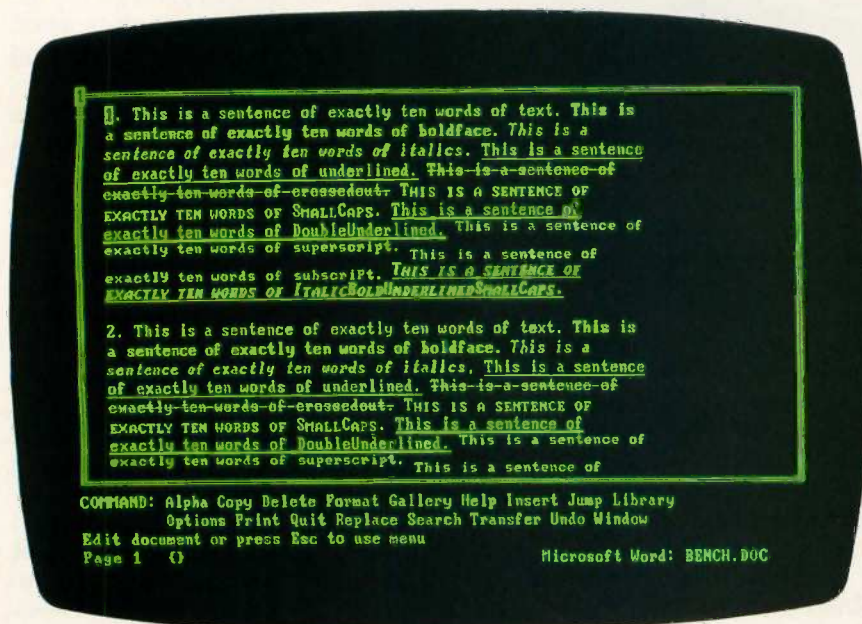 1
1. This is a sentence of exactly ten words of text. This is
a sentence of exactly ten words of boldface. This is a
sentence of exactly ten words of italics. This is a sentence
of exactly ten words of underlined. This is a sentence of
exactly ten words of crossedout. THIS IS A SENTENCE OF
EXACTLY TEN WORDS OF SMALLCAPS. This is a sentence of
exactly ten words of DoubleUnderlined. This is a sentence of
exactly ten words of superscript. This is a sentence of
exactly ten words of subscript. THIS IS A SENTENCE OF
EXACTLY TEN WORDS OF ITALICBOLDUNDERLINEDSMALLCAPS.
2. This is a sentence of exactly ten words of text. This is
a sentence of exactly ten words of boldface. This is a
sentence of exactly ten words of italics. This is a sentence
of exactly ten words of underlined. This is a sentence of
exactly ten words of crossedout. THIS IS A SENTENCE OF
EXACTLY TEN WORDS OF SMALLCAPS. This is a sentence of
exactly ten words of DoubleUnderlined. This is a sentence of
exactly ten words of superscript. This is a sentence of
COMMAND: Alpha Copy Delete Format Gallery Help Insert Jump Library
Options Print Quit Replace Search Transfer Undo Window
Edit document or press Esc to use menu
Page 1 {} Microsoft Word: BENCH.DOC